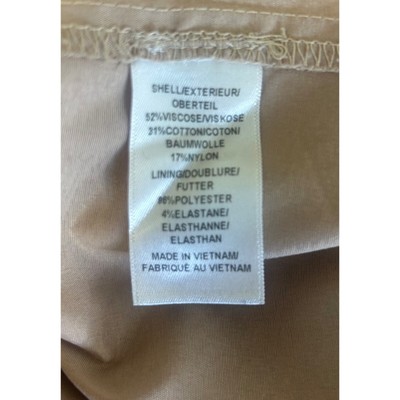 SHELL/EXTERIEUR/
OBERTEIL
52%VISCOSE/VISKOSE
31%COTTON/COTON/
BAUMWOLLE
17%NYLON
LINING/DOUBLURE/
FUTTER
96%POLYESTER
4%ELASTANE/
ELASTHANNE/
ELASTHAN
MADE IN VIETNAM/
FABRIQUÉ AU VIETNAM